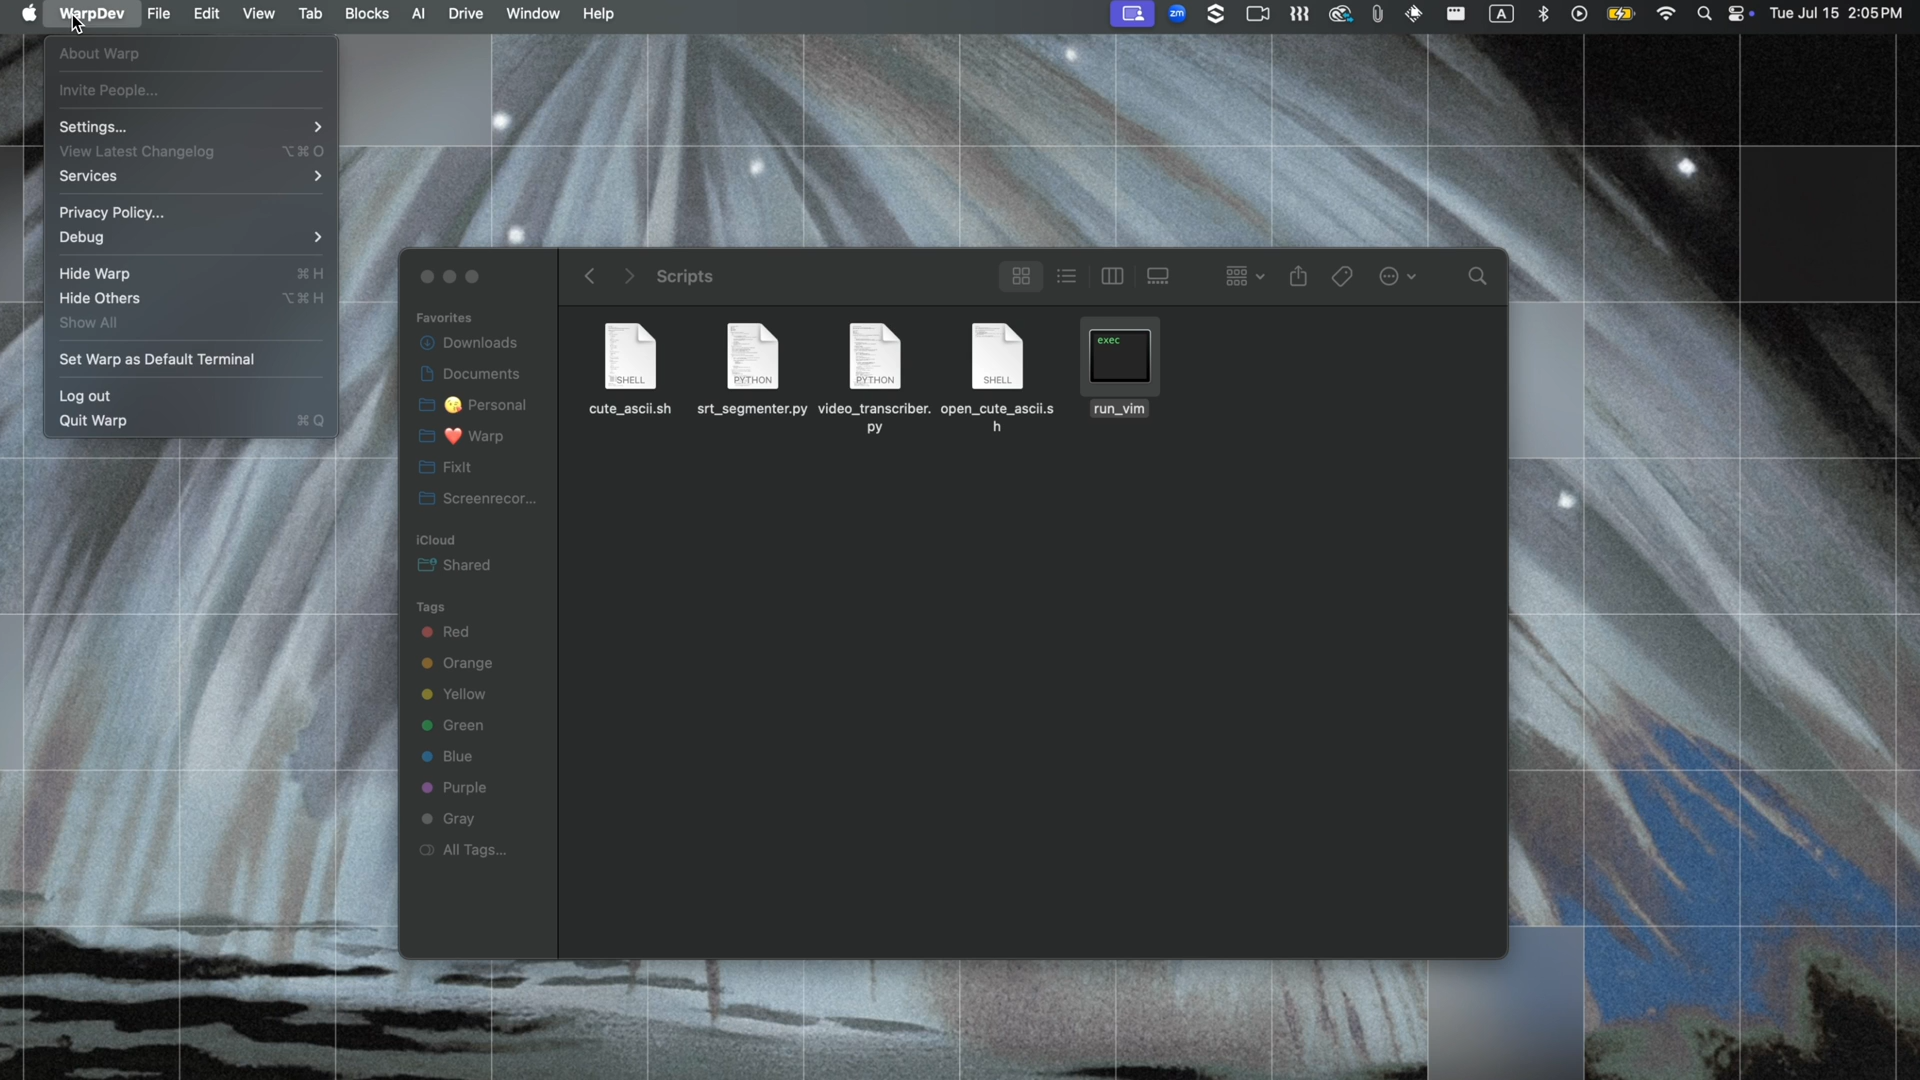 WarpDev File Edit View Tab Blocks AI Drive Window Help zm A Tue Jul 15 2:05 PM
About Warp
Invite People...
Settings...
View Latest Changelog ⌥⌘O
Services
Privacy Policy...
Debug
Hide Warp ⌘H
Hide Others ⌥⌘H
Show All
Set Warp as Default Terminal
Log out
Quit Warp ⌘Q
Scripts
Favorites
Downloads
Documents
😘 Personal
❤️ Warp
FixIt
Screenrecor...
iCloud
Shared
Tags
Red
Orange
Yellow
Green
Blue
Purple
Gray
All Tags...
SHELL
cute_ascii.sh
PYTHON
srt_segmenter.py
PYTHON
video_transcriber.
py
SHELL
open_cute_ascii.s
h
exec
run_vim